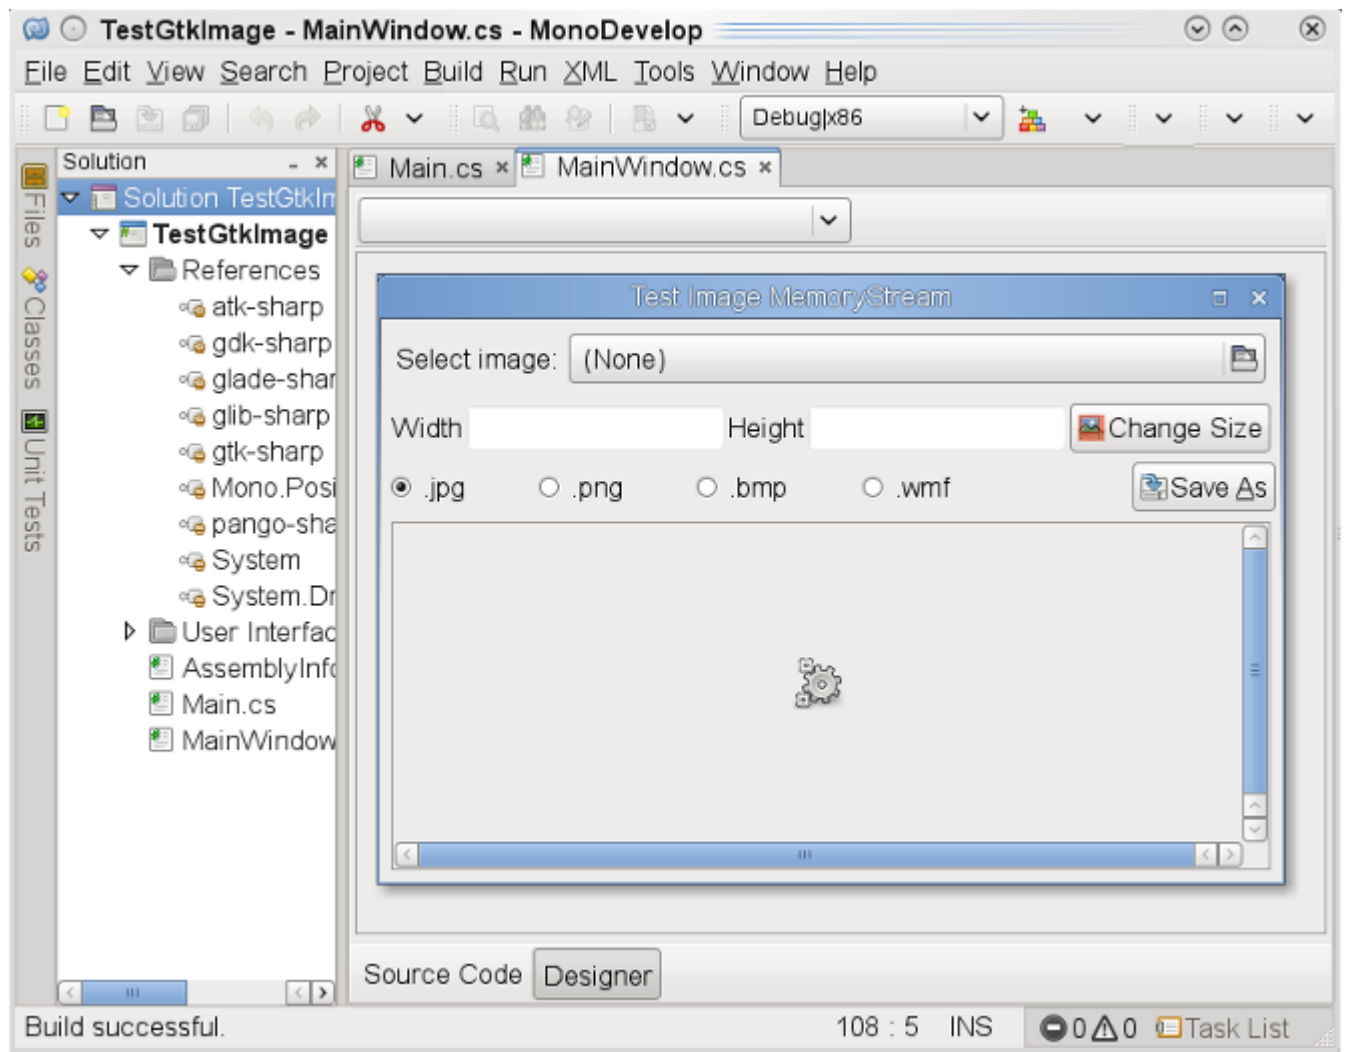 TestGtkImage - MainWindow.cs - MonoDevelop
File Edit View Search Project Build Run XML Tools Window Help
Debug|x86
Solution
Main.cs
MainWindow.cs
Files
Classes
Unit Tests
Solution TestGtkIm
TestGtkImage
References
atk-sharp
gdk-sharp
glade-shar
glib-sharp
gtk-sharp
Mono.Posi
pango-sha
System
System.Dr
User Interfac
AssemblyInfo
Main.cs
MainWindow
Test Image MemoryStream
Select image: (None)
Width Height Change Size
.jpg .png .bmp .wmf Save As
Source Code Designer
Build successful. 108 : 5 INS 0 0 Task List